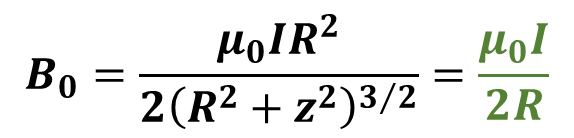 B₀ = μ₀IR² / 2(R² + z²)^{3/2} = μ₀I / 2R